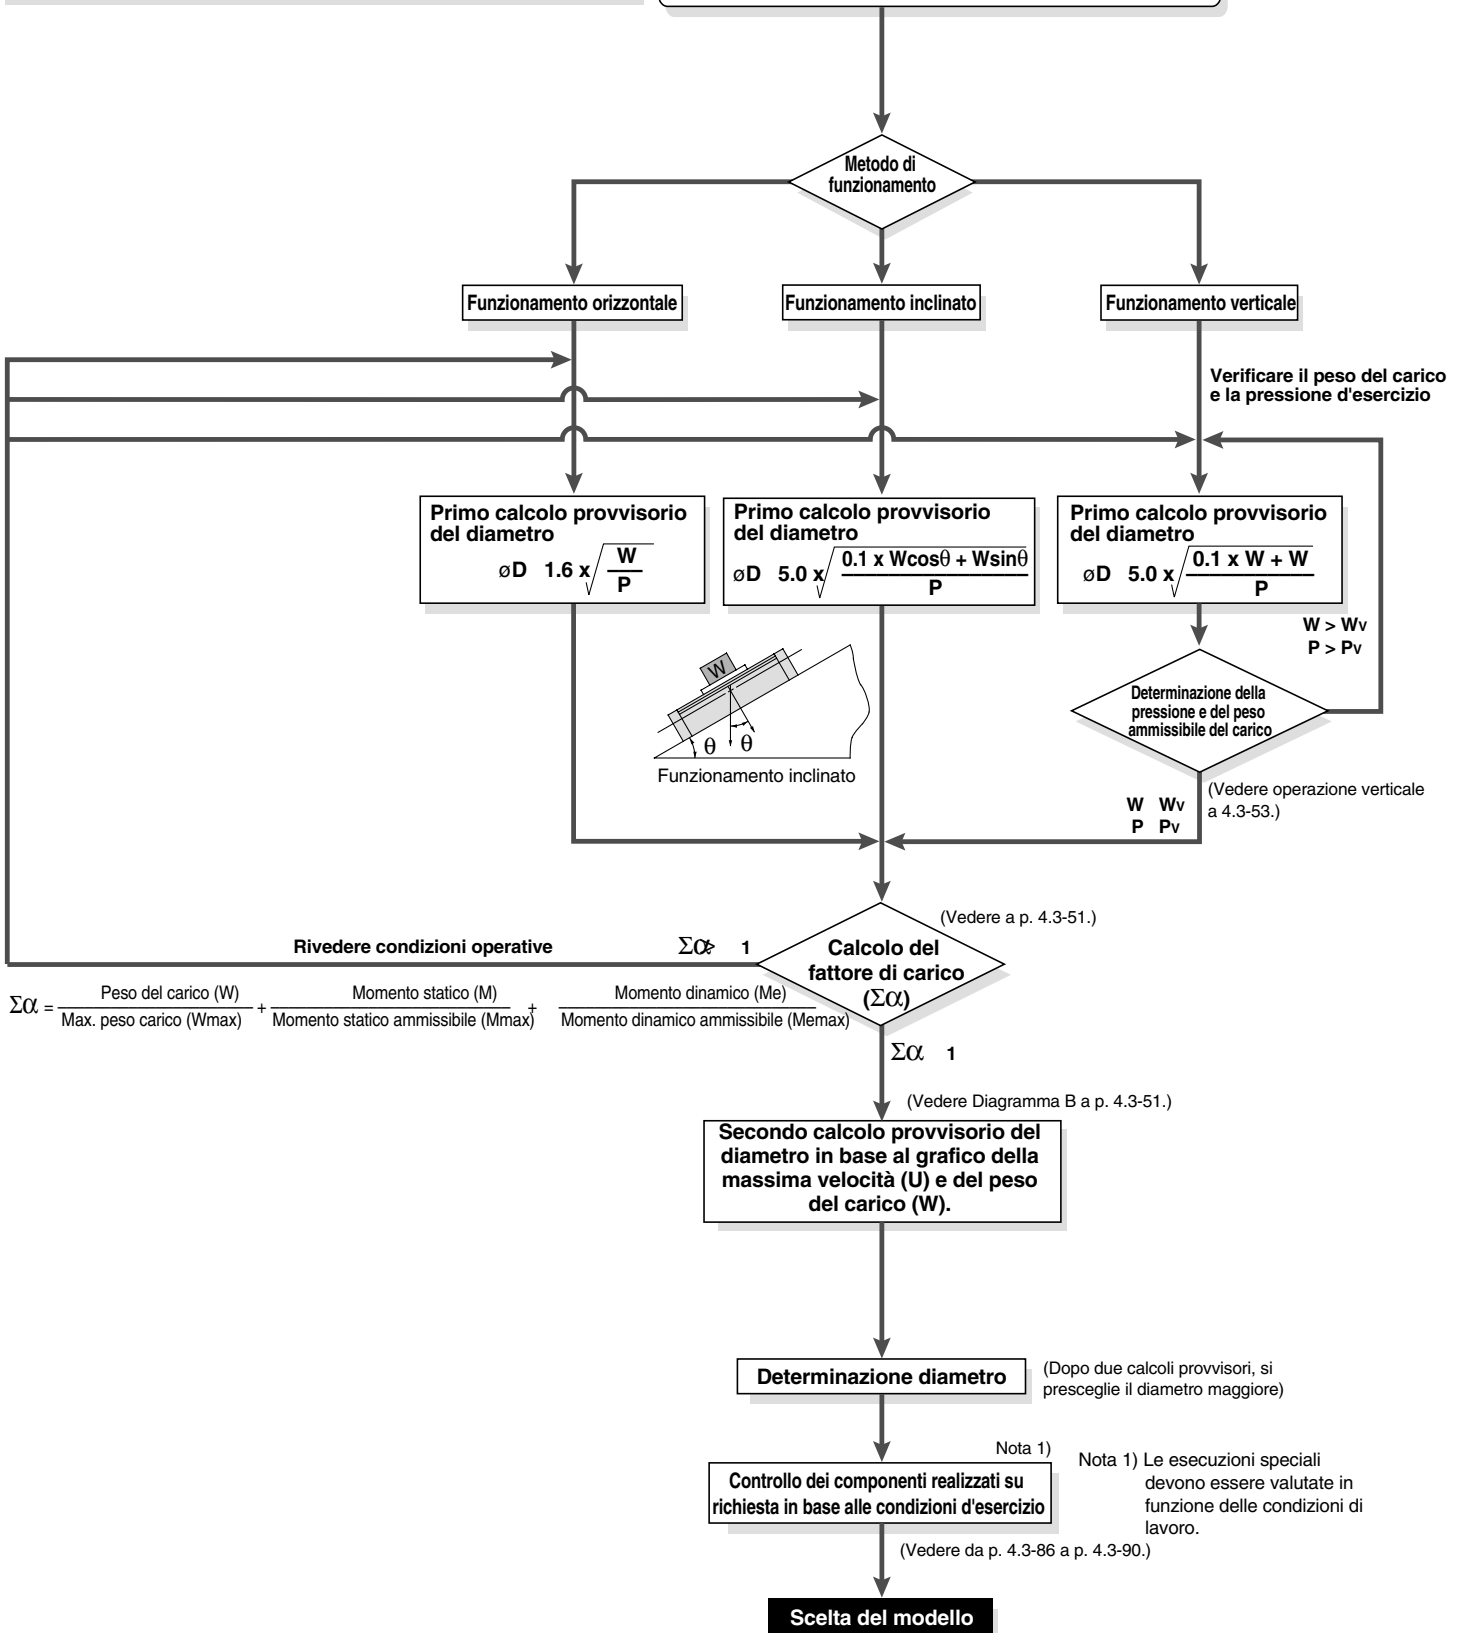 Metodo di
funzionamento
Funzionamento orizzontale
Funzionamento inclinato
Funzionamento verticale
Verificare il peso del carico
e la pressione d'esercizio
Primo calcolo provvisorio
del diametro
øD 1.6 x √ W
P
Primo calcolo provvisorio
del diametro
øD 5.0 x √ 0.1 x Wcosθ + Wsinθ
P
Primo calcolo provvisorio
del diametro
øD 5.0 x √ 0.1 x W + W
P
W > Wv
P > Pv
W
θ θ
Funzionamento inclinato
Determinazione della
pressione e del peso
ammissibile del carico
(Vedere operazione verticale
a 4.3-53.)
W Wv
P Pv
(Vedere a p. 4.3-51.)
Rivedere condizioni operative
Σα> 1
Calcolo del
fattore di carico
(Σα)
Σα = Peso del carico (W) + Momento statico (M) + Momento dinamico (Me)
Max. peso carico (Wmax) Momento statico ammissibile (Mmax) Momento dinamico ammissibile (Memax)
Σα 1
(Vedere Diagramma B a p. 4.3-51.)
Secondo calcolo provvisorio del
diametro in base al grafico della
massima velocità (U) e del peso
del carico (W).
Determinazione diametro
(Dopo due calcoli provvisori, si
presceglie il diametro maggiore)
Nota 1)
Controllo dei componenti realizzati su
richiesta in base alle condizioni d'esercizio
Nota 1) Le esecuzioni speciali
devono essere valutate in
funzione delle condizioni di
lavoro.
(Vedere da p. 4.3-86 a p. 4.3-90.)
Scelta del modello